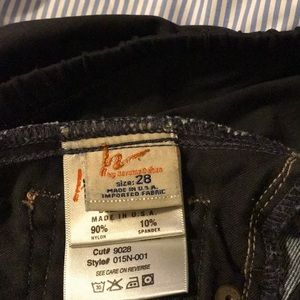 size: 28
MADE IN U.S.A.
IMPORTED FABRIC
MADE IN U.S.A
90% 10%
NYLON SPANDEX
Cut# 9028
Style# 015N-001
SEE CARE ON REVERSE